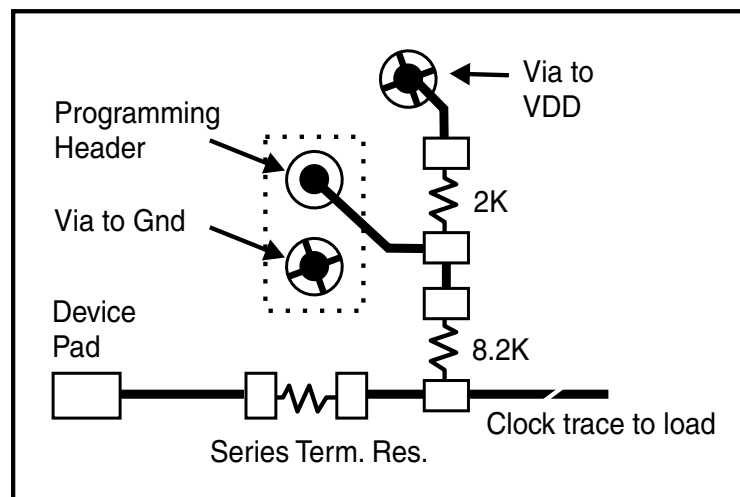 Via to
VDD
Programming
Header
2K
Via to Gnd
Device
Pad
8.2K
Clock trace to load
Series Term. Res.